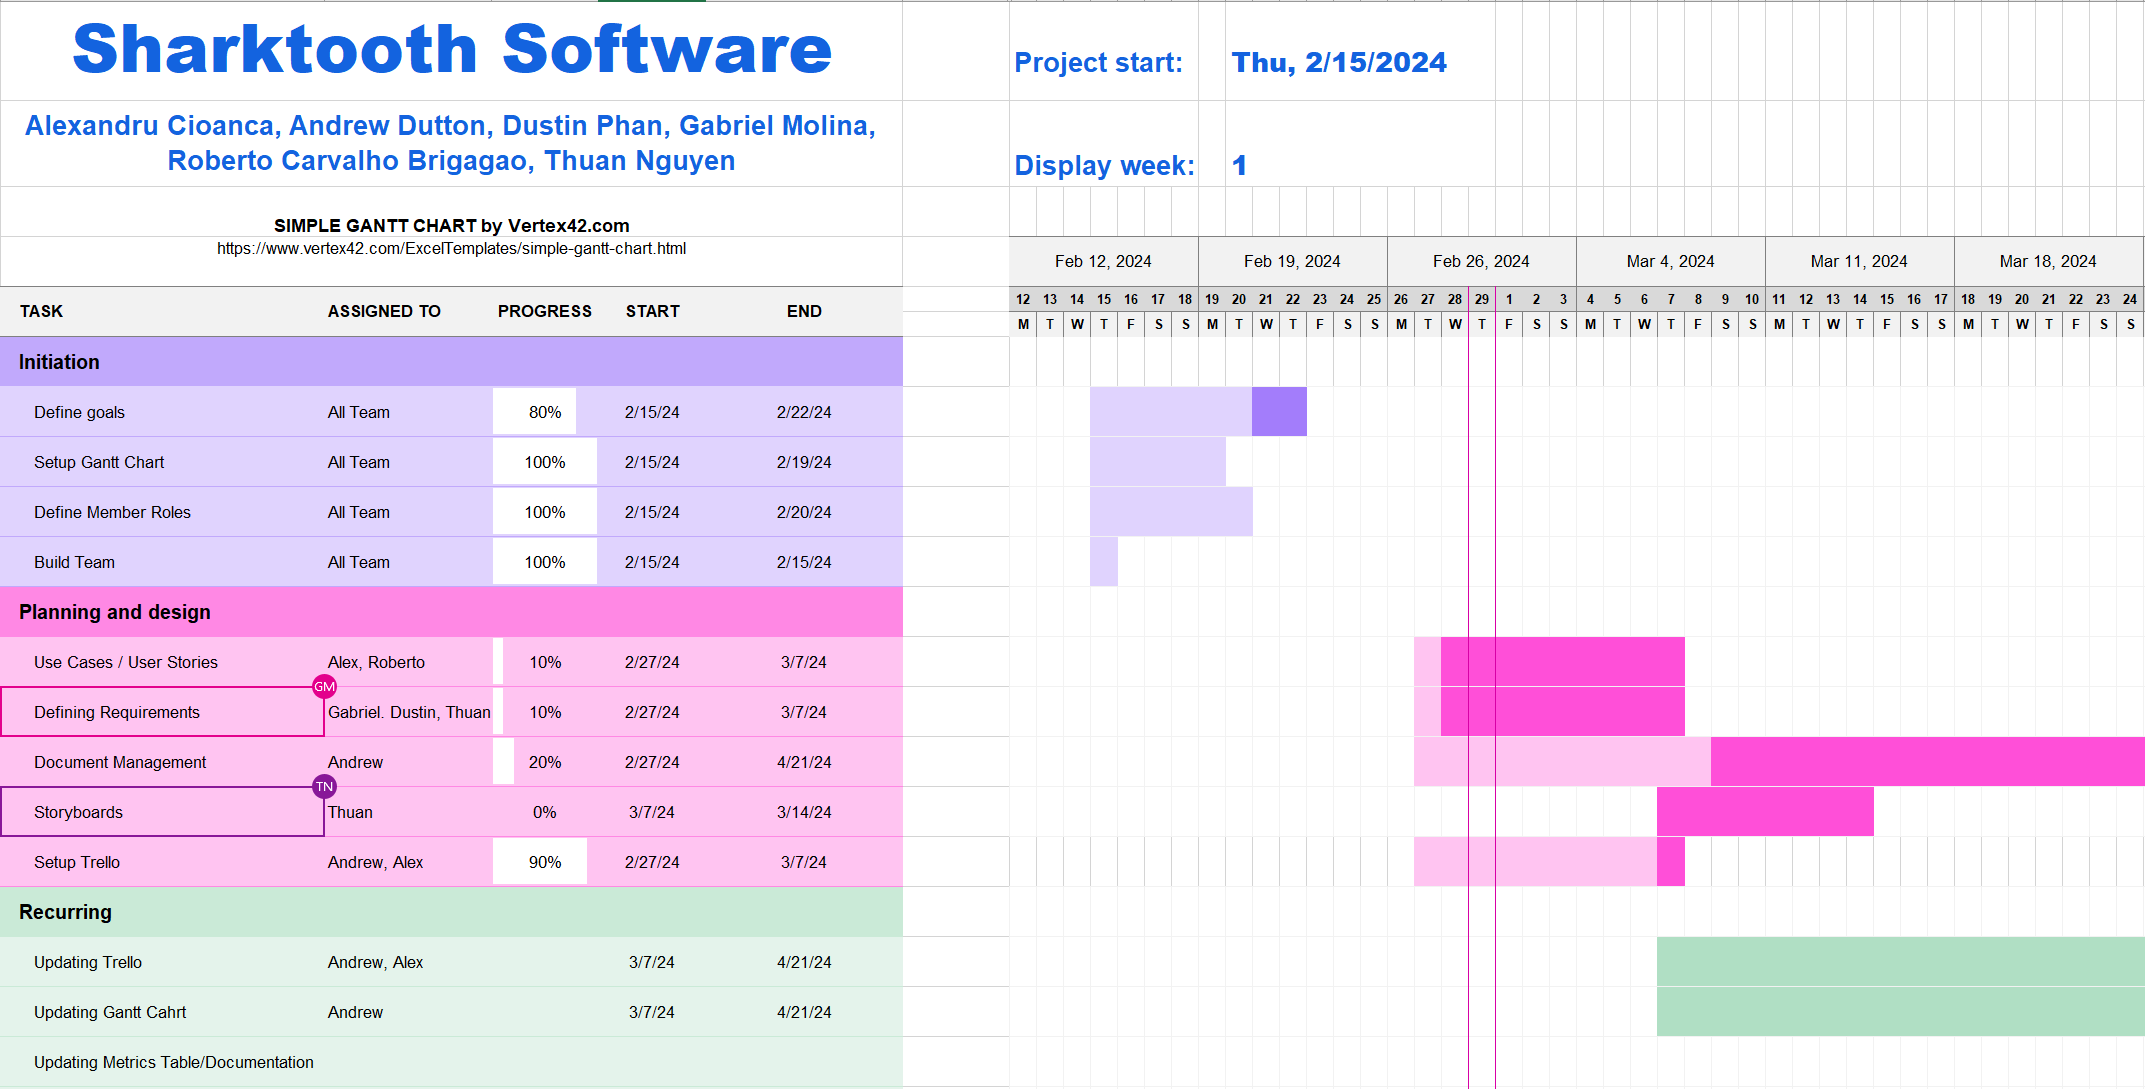 Sharktooth Software
Project start: Thu, 2/15/2024
Alexandru Cioanca, Andrew Dutton, Dustin Phan, Gabriel Molina,
Roberto Carvalho Brigagao, Thuan Nguyen
Display week: 1
SIMPLE GANTT CHART by Vertex42.com
https://www.vertex42.com/ExcelTemplates/simple-gantt-chart.html
Feb 12, 2024 Feb 19, 2024 Feb 26, 2024 Mar 4, 2024 Mar 11, 2024 Mar 18, 2024
12 13 14 15 16 17 18 19 20 21 22 23 24 25 26 27 28 29 1 2 3 4 5 6 7 8 9 10 11 12 13 14 15 16 17 18 19 20 21 22 23 24
TASK ASSIGNED TO PROGRESS START END
M T W T F S S M T W T F S S M T W T F S S M T W T F S S M T W T F S S M T W T F S S
Initiation
Define goals All Team 80% 2/15/24 2/22/24
Setup Gantt Chart All Team 100% 2/15/24 2/19/24
Define Member Roles All Team 100% 2/15/24 2/20/24
Build Team All Team 100% 2/15/24 2/15/24
Planning and design
Use Cases / User Stories Alex, Roberto 10% 2/27/24 3/7/24
GM
Defining Requirements Gabriel. Dustin, Thuan 10% 2/27/24 3/7/24
Document Management Andrew 20% 2/27/24 4/21/24
TN
Storyboards Thuan 0% 3/7/24 3/14/24
Setup Trello Andrew, Alex 90% 2/27/24 3/7/24
Recurring
Updating Trello Andrew, Alex 3/7/24 4/21/24
Updating Gantt Cahrt Andrew 3/7/24 4/21/24
Updating Metrics Table/Documentation